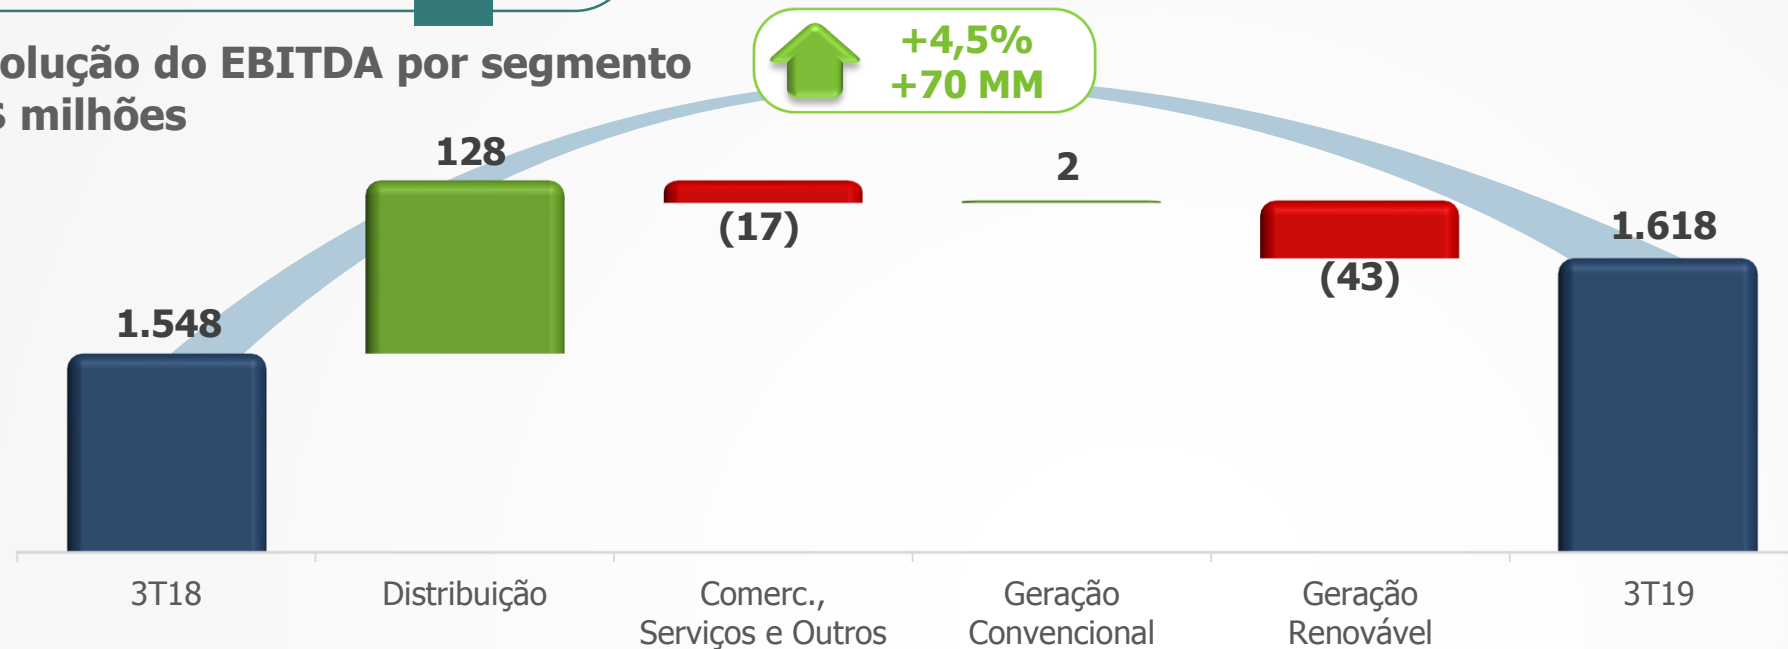 +4,5%
+70 MM
olução do EBITDA por segmento
milhões
128
2
(17)
1.618
(43)
1.548
3T18
Distribuição
Comerc.,
Serviços e Outros
Geração
Convencional
Geração
Renovável
3T19